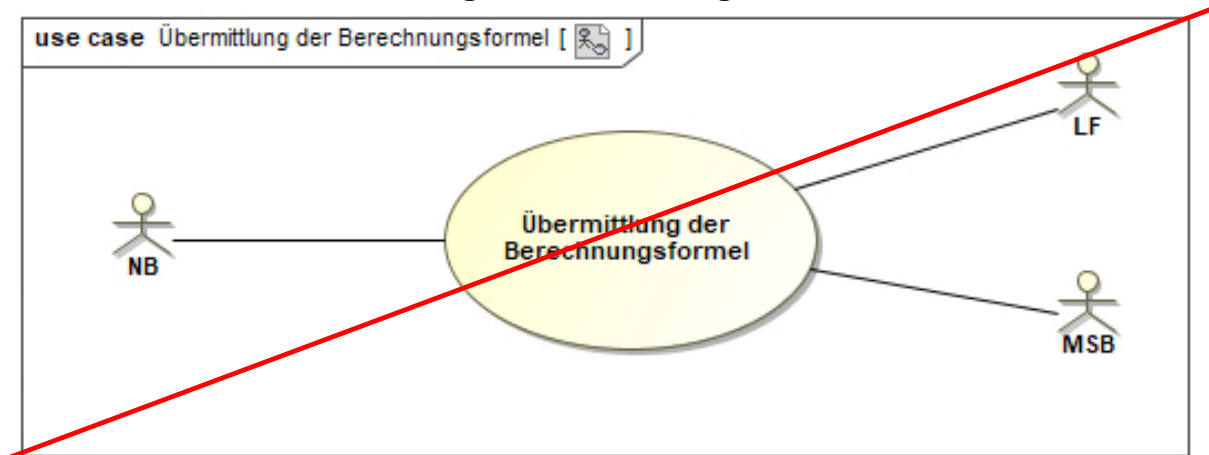 use case Übermittlung der Berechnungsformel [ ]
LF
Übermittlung der
Berechnungsformel
NB
MSB